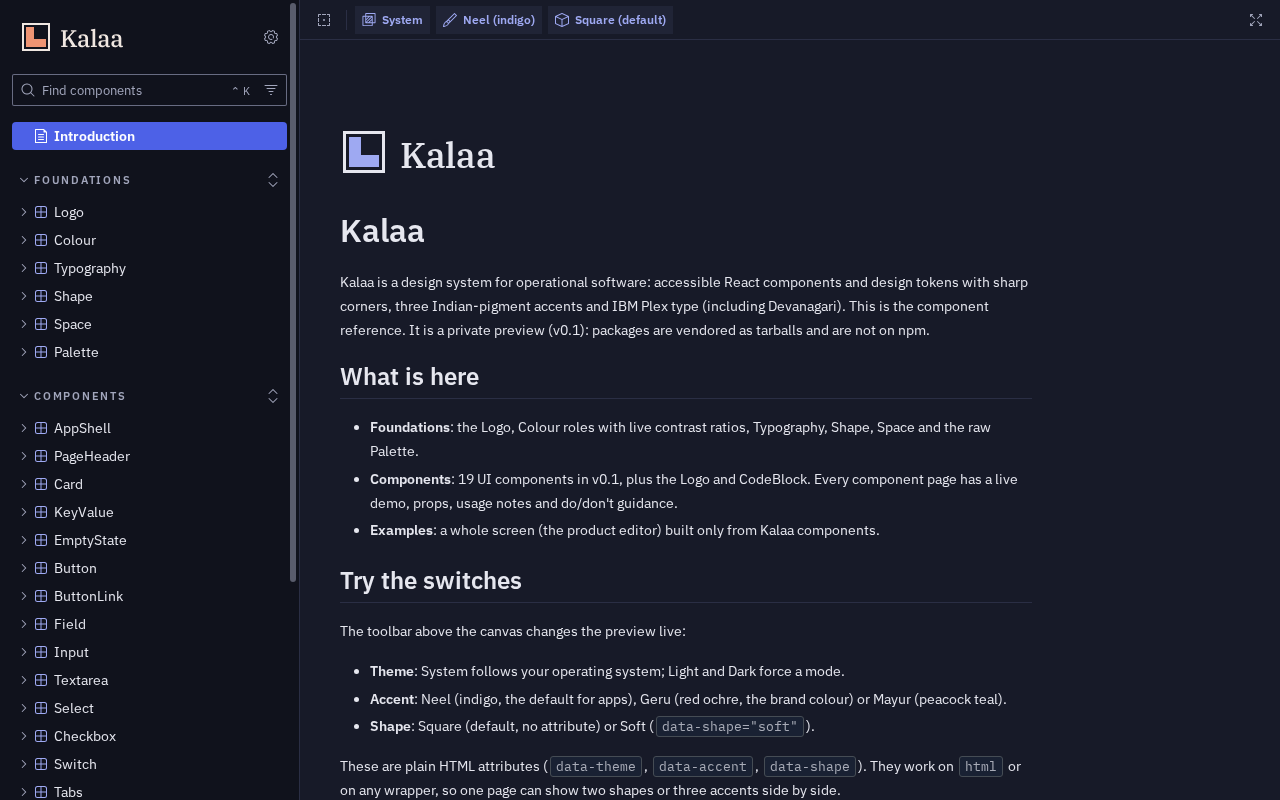 Kalaa
Find components
⌃ K
Introduction
FOUNDATIONS
Logo
Colour
Typography
Shape
Space
Palette
COMPONENTS
AppShell
PageHeader
Card
KeyValue
EmptyState
Button
ButtonLink
Field
Input
Textarea
Select
Checkbox
Switch
Tabs
System
Neel (indigo)
Square (default)
Kalaa
Kalaa
Kalaa is a design system for operational software: accessible React components and design tokens with sharp
corners, three Indian-pigment accents and IBM Plex type (including Devanagari). This is the component
reference. It is a private preview (v0.1): packages are vendored as tarballs and are not on npm.
What is here
Foundations: the Logo, Colour roles with live contrast ratios, Typography, Shape, Space and the raw
Palette.
Components: 19 UI components in v0.1, plus the Logo and CodeBlock. Every component page has a live
demo, props, usage notes and do/don't guidance.
Examples: a whole screen (the product editor) built only from Kalaa components.
Try the switches
The toolbar above the canvas changes the preview live:
Theme: System follows your operating system; Light and Dark force a mode.
Accent: Neel (indigo, the default for apps), Geru (red ochre, the brand colour) or Mayur (peacock teal).
Shape: Square (default, no attribute) or Soft (data-shape="soft").
These are plain HTML attributes (data-theme, data-accent, data-shape). They work on html or
on any wrapper, so one page can show two shapes or three accents side by side.